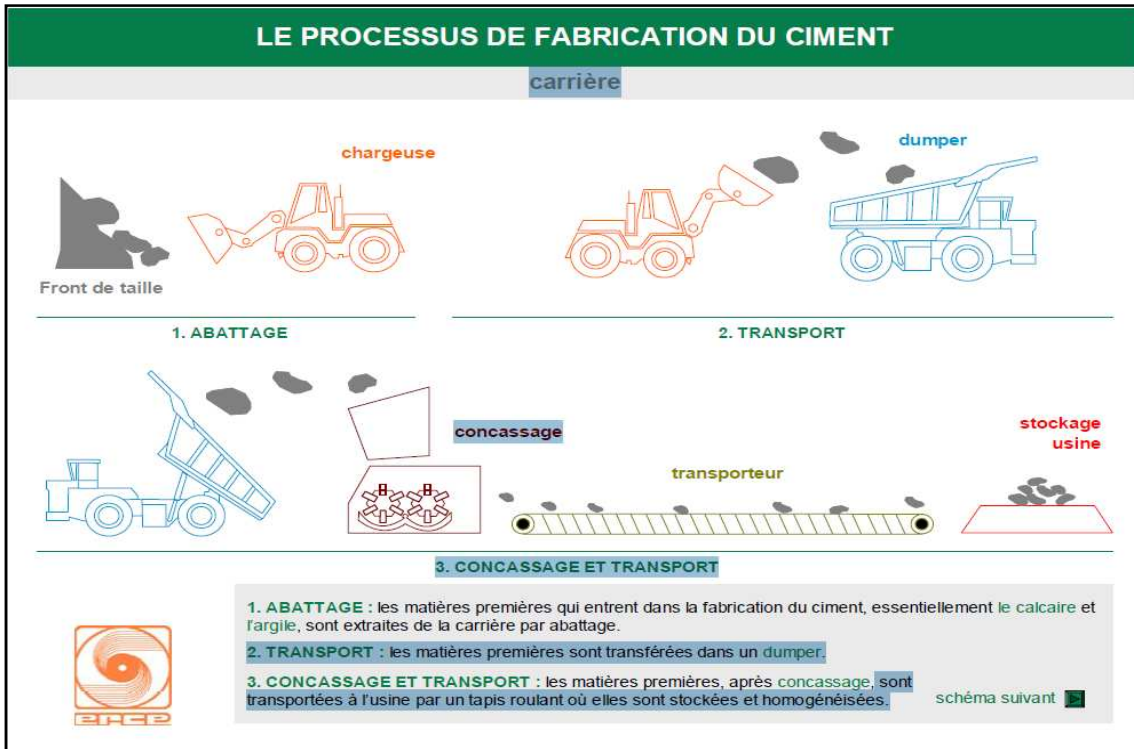 LE PROCESSUS DE FABRICATION DU CIMENT
carrière
chargeuse
dumper
Front de taille
1. ABATTAGE
2. TRANSPORT
concassage
transporteur
stockage
usine
3. CONCASSAGE ET TRANSPORT
1. ABATTAGE : les matières premières qui entrent dans la fabrication du ciment, essentiellement le calcaire et
l'argile, sont extraites de la carrière par abattage.
2. TRANSPORT : les matières premières sont transférées dans un dumper.
3. CONCASSAGE ET TRANSPORT : les matières premières, après concassage, sont
transportées à l'usine par un tapis roulant où elles sont stockées et homogénéisées.
schéma suivant
erce